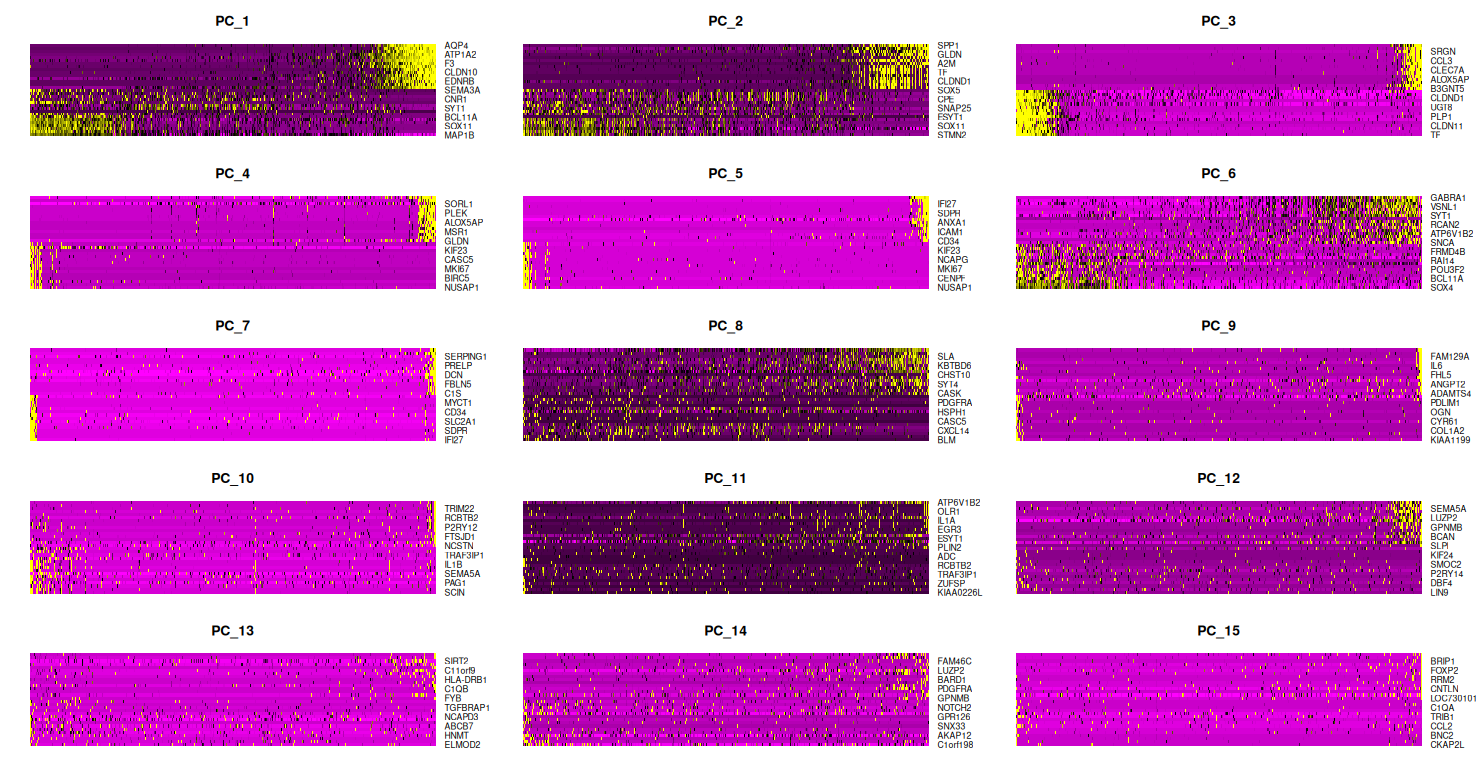 PC_1
AQP4
ATP1A2
F3
CLDN10
EDNRB
SEMA3A
CNR1
SYT1
BCL11A
SOX11
MAP1B
PC_2
SPP1
GLDN
A2M
TF
CLDND1
SOX5
CPE
SNAP25
ESYT1
SOX11
STMN2
PC_3
SRGN
CCL3
CLEC7A
ALOX5AP
B3GNT5
CLDND1
UGT8
PLP1
CLDN11
TF
PC_4
SORL1
PLEK
ALOX5AP
MSR1
GLDN
KIF23
CASC5
MKI67
BIRC5
NUSAP1
PC_5
IFI27
SDPR
ANXA1
ICAM1
CD34
KIF23
NCAPG
MKI67
CENPF
NUSAP1
PC_6
GABRA1
VSNL1
SYT1
RCAN2
ATP6V1B2
SNCA
FRMD4B
RAI14
POU3F2
BCL11A
SOX4
PC_7
SERPING1
PRELP
DCN
FBLN5
C1S
MYCT1
CD34
SLC2A1
SDPR
IFI27
PC_8
SLA
KBTBD6
CHST10
SYT4
CASK
PDGFRA
HSPH1
CASC5
CXCL14
BLM
PC_9
FAM129A
IL6
FHL5
ANGPT2
ADAMTS4
PDLIM1
OGN
CYR61
COL1A2
KIAA1199
PC_10
TRIM22
RCBTB2
P2RY12
FTSJD1
NCSTN
TRAF3IP1
IL1B
SEMA5A
PAG1
SCIN
PC_11
ATP6V1B2
OLR1
IL1A
EGR3
ESYT1
PLIN2
ADC
RCBTB2
TRAF3IP1
ZUFSP
KIAA0226L
PC_12
SEMA5A
LUZP2
GPNMB
BCAN
SLPI
KIF24
SMOC2
P2RY14
DBF4
LIN9
PC_13
SIRT2
C11orf9
HLA-DRB1
C1QB
FYB
TGFBRAP1
NCAPD3
ABCB7
HNMT
ELMOD2
PC_14
FAM46C
LUZP2
BARD1
PDGFRA
GPNMB
NOTCH2
GPR126
SNX33
AKAP12
C1orf198
PC_15
BRIP1
FOXP2
RRM2
CNTLN
LOC730101
C1QA
TRIB1
CCL2
BNC2
CKAP2L